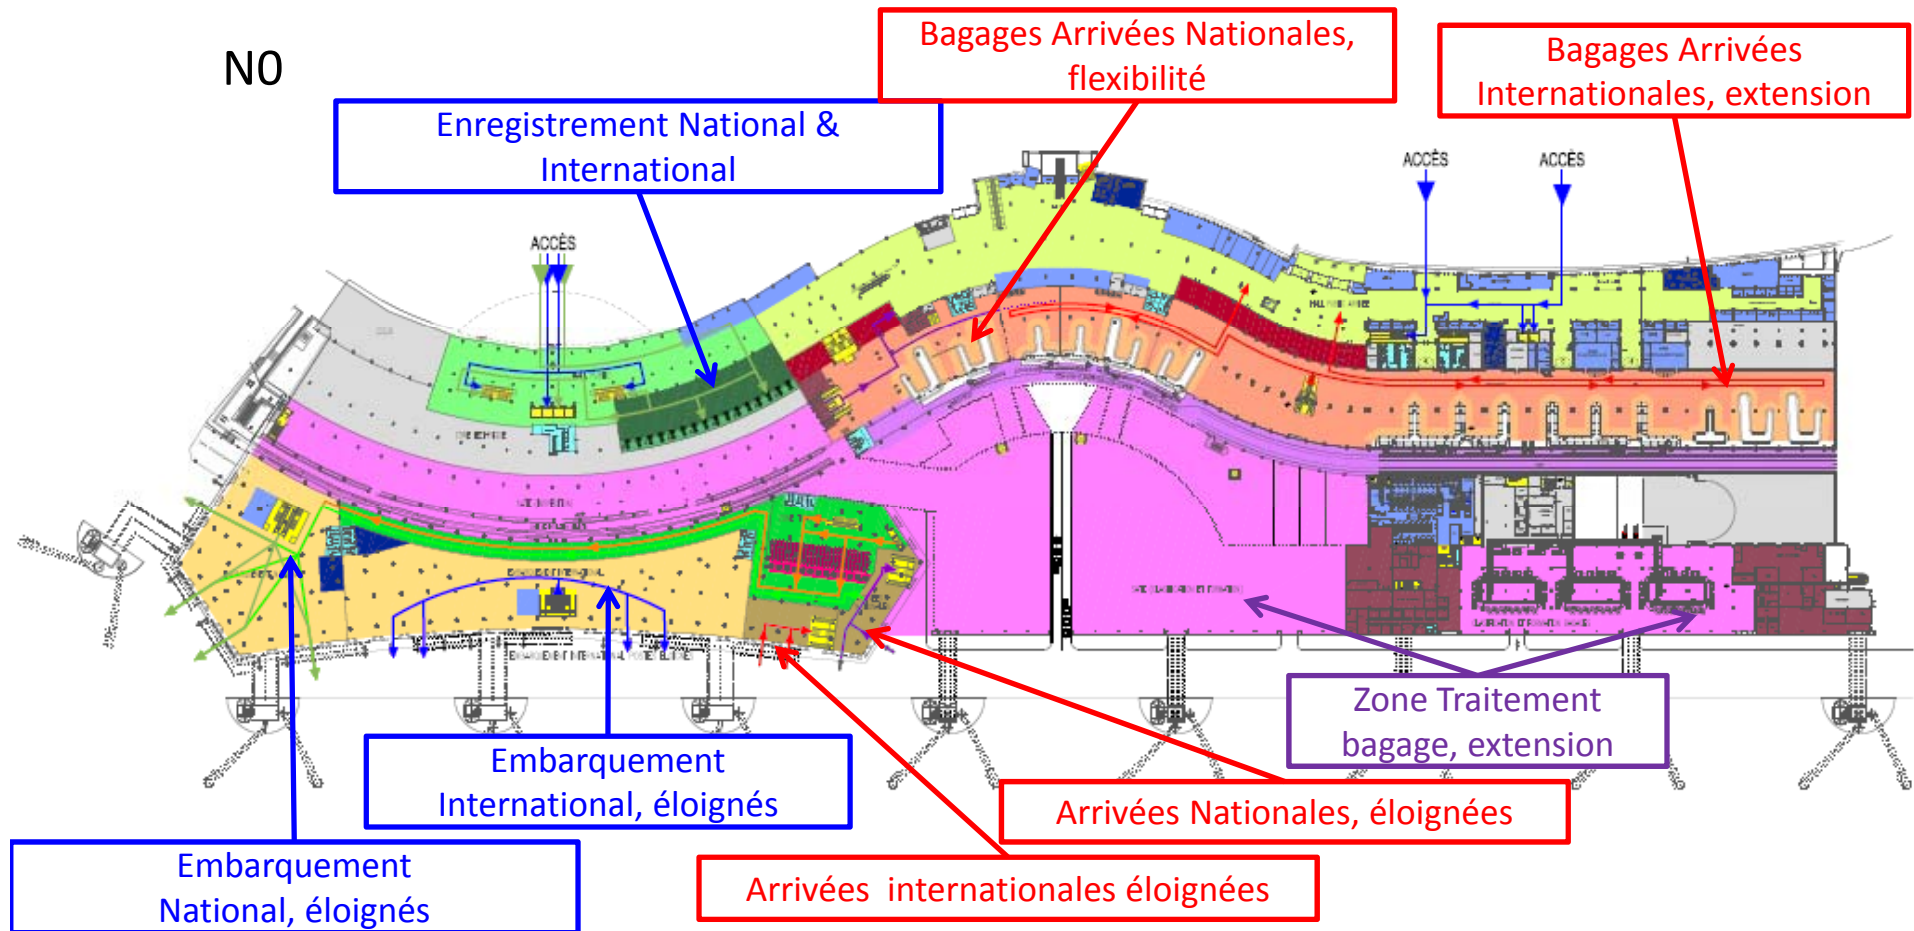 N0
Bagages Arrivées Nationales,
flexibilité
Bagages Arrivées
Internationales, extension
Enregistrement National &
International
ACCÈS
ACCÈS
ACCÈS
Zone Traitement
bagage, extension
Embarquement
International, éloignés
Arrivées Nationales, éloignées
Embarquement
National, éloignés
Arrivées  internationales éloignées